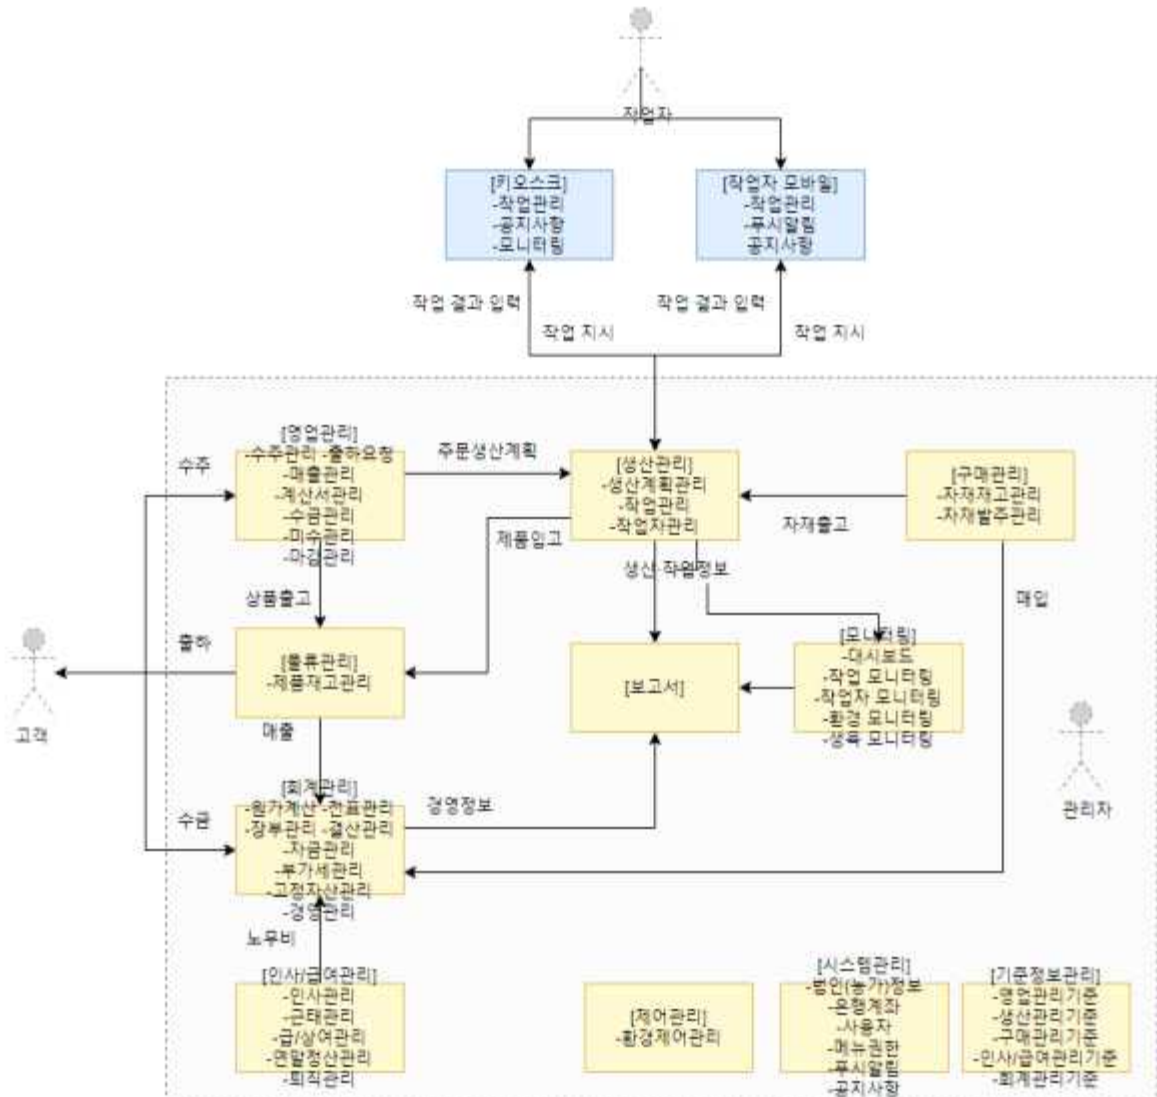 작업자
[키오스크]
-작업관리
-공지사항
-모니터링
[작업자 모바일]
-작업관리
-푸시알림
공지사항
작업 결과 입력
작업 지시
작업 결과 입력
작업 지시
[영업관리]
-수주관리 -출하요청
-매출관리
-계산서관리
-수금관리
-미수관리
-마감관리
수주
주문생산계획
[생산관리]
-생산계획관리
-작업관리
-작업자관리
[구매관리]
-자재재고관리
-자재발주관리
자재출고
제품입고
생산 작업정보
매입
상품출고
출하
고객
[물류관리]
-제품재고관리
[보고서]
[모니터링]
-대시보드
-작업 모니터링
-작업자 모니터링
-환경 모니터링
-생육 모니터링
관리자
매출
수금
[회계관리]
-원가계산 -전표관리
-장부관리 -결산관리
-자금관리
-부가세관리
-고정자산관리
-경영관리
경영정보
노무비
[인사/급여관리]
-인사관리
-근태관리
-급/상여관리
-연말정산관리
-퇴직관리
[제어관리]
-환경제어관리
[시스템관리]
-법인(농가)정보
-은행계좌
-사용자
-메뉴권한
-푸시알림
-공지사항
[기준정보관리]
-영업관리기준
-생산관리기준
-구매관리기준
-인사/급여관리기준
-회계관리기준